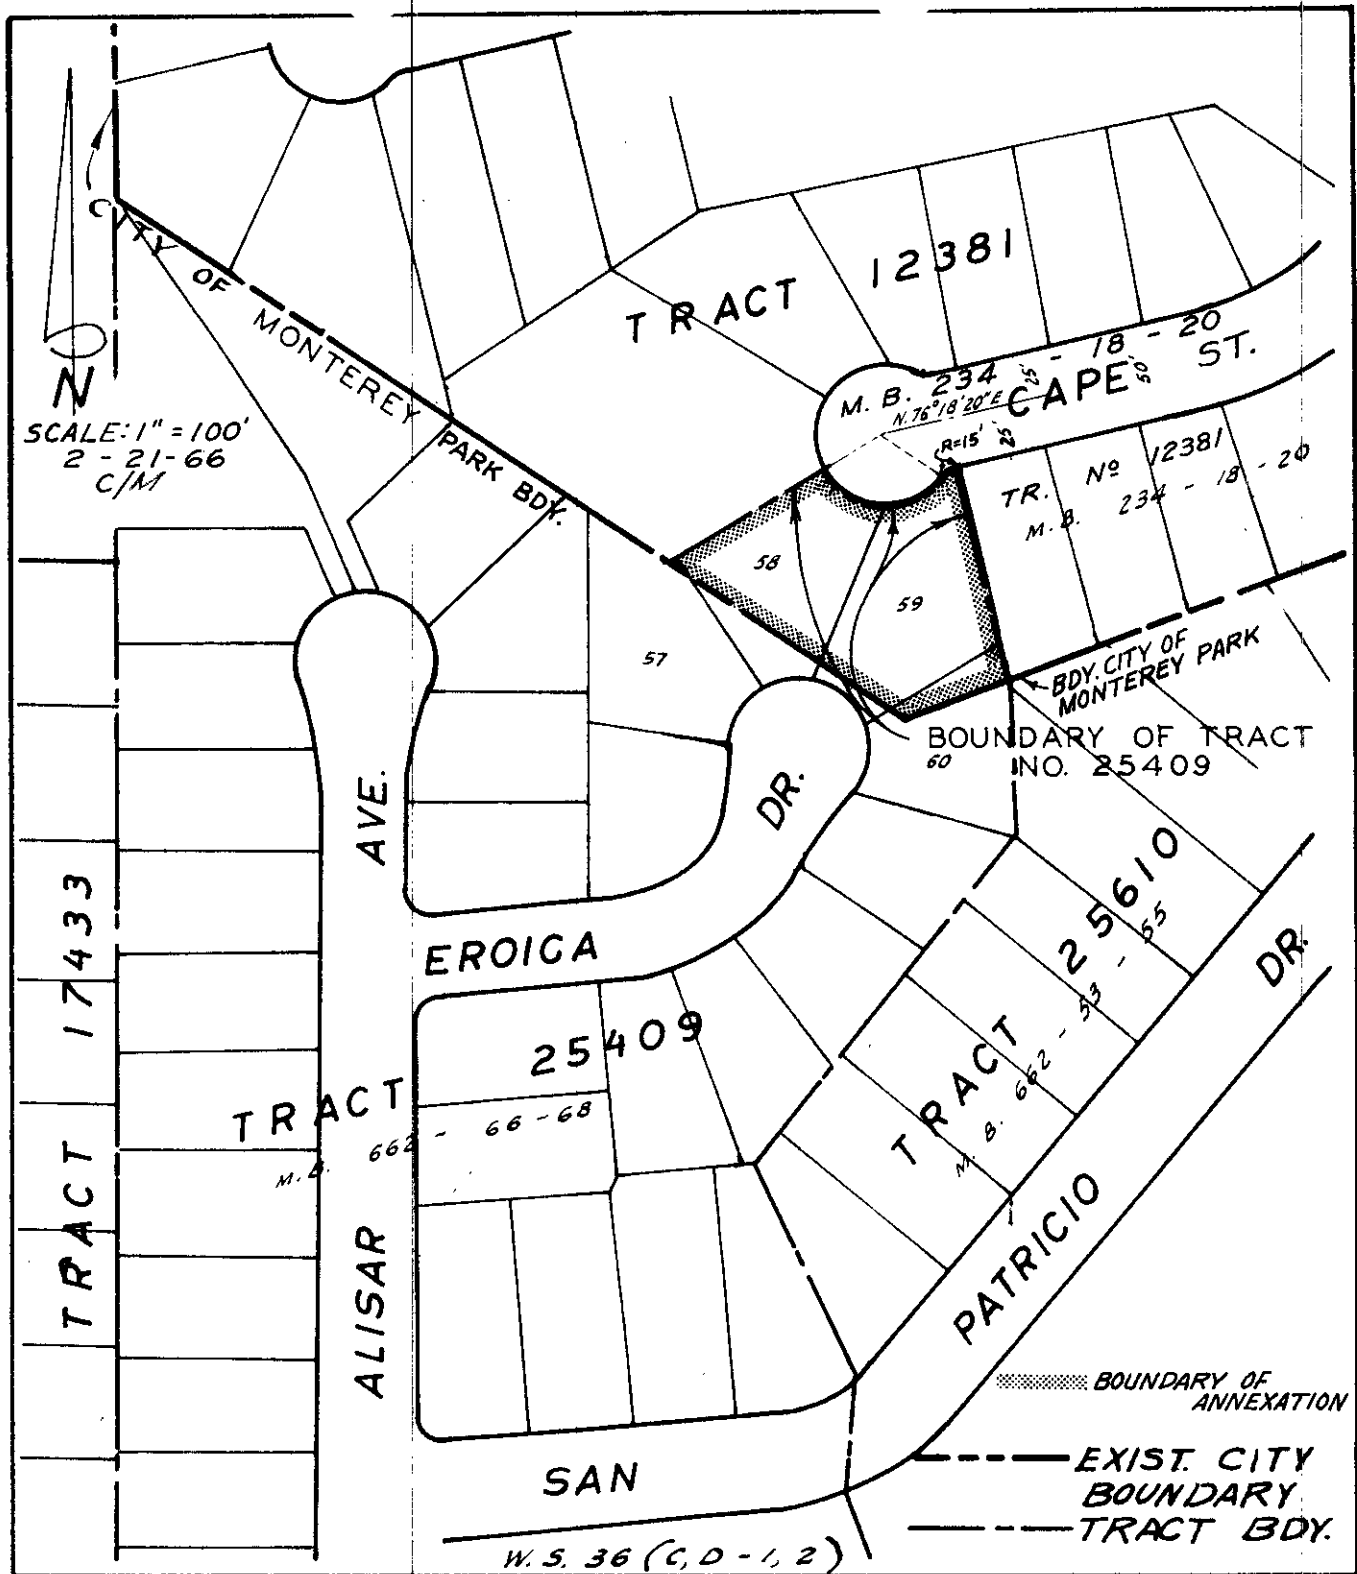 CITY OF MONTEREY PARK BDY.
N
SCALE: 1" = 100'
2 - 21 - 66
C/M
TRACT 12381
M. B. 234 - 18 - 20
N. 76° 18' 20" E
CAPE ST.
25'
50'
25'
R=15'
TR. Nº 12381
M. B. 234 - 18 - 20
58
59
57
BDY. CITY OF
MONTEREY PARK
BOUNDARY OF TRACT
NO. 25409
60
AVE.
DR.
EROICA
TRACT 17433
TRACT 25409
M. B. 662 - 66 - 68
TRACT 25610
M. B. 662 - 53 - 55
DR.
PATRICIO
ALISAR
SAN
BOUNDARY OF
ANNEXATION
EXIST. CITY
BOUNDARY
TRACT BDY.
W. S. 36 (C, D - 1, 2)